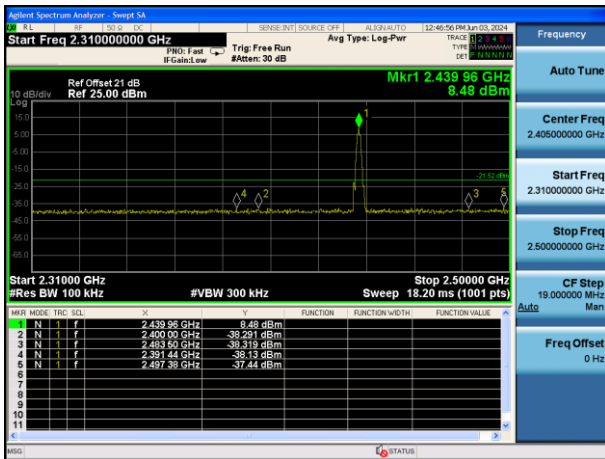 Agilent Spectrum Analyzer - Swept SA
RL RF 50 Ω DC SENSE:INT SOURCE OFF ALIGNAUTO 12:46:56 PM Jun 03, 2024
Start Freq 2.310000000 GHz Avg Type: Log-Pwr TRACE 1 2 3 4 5 6
PNO: Fast Trig: Free Run TYPE M WWWWW
IFGain:Low #Atten: 30 dB DET P N N N N N
Frequency
Auto Tune
Center Freq
2.405000000 GHz
Start Freq
2.310000000 GHz
Stop Freq
2.500000000 GHz
CF Step
19.000000 MHz
Auto Man
Freq Offset
0 Hz
Mkr1 2.439 96 GHz
8.48 dBm
Ref Offset 21 dB
10 dB/div Ref 25.00 dBm
Log
15.0
5.00
-5.00
-15.0
-25.0
-35.0
-45.0
-55.0
-65.0
-21.52 dBm
1
4 2 3 5
Start 2.31000 GHz Stop 2.50000 GHz
#Res BW 100 kHz #VBW 300 kHz Sweep 18.20 ms (1001 pts)
MKR MODE TRC SCL X Y FUNCTION FUNCTION WIDTH FUNCTION VALUE
1 N 1 f 2.439 96 GHz 8.48 dBm
2 N 1 f 2.400 00 GHz -38.291 dBm
3 N 1 f 2.483 50 GHz -38.319 dBm
4 N 1 f 2.391 44 GHz -38.13 dBm
5 N 1 f 2.497 38 GHz -37.44 dBm
6
7
8
9
10
11
MSG STATUS